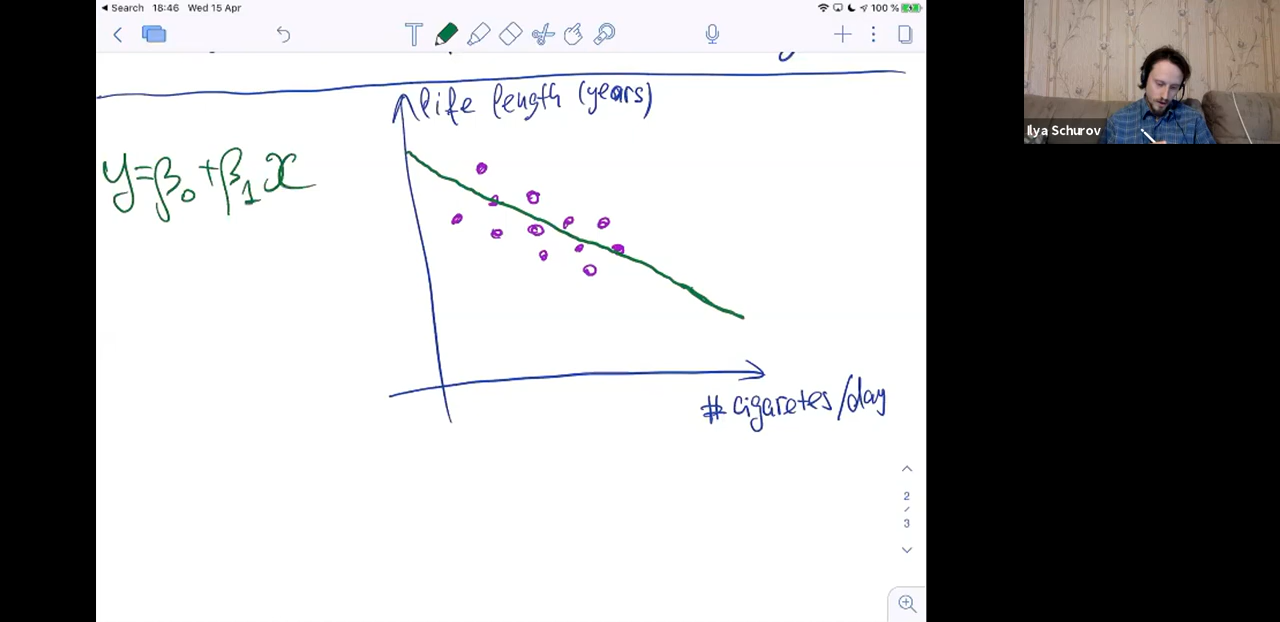 Search 18:46 Wed 15 Apr
100 %
T
life length (years)
y=β₀+β₁x
# cigaretes/day
2
/
3
Ilya Schurov